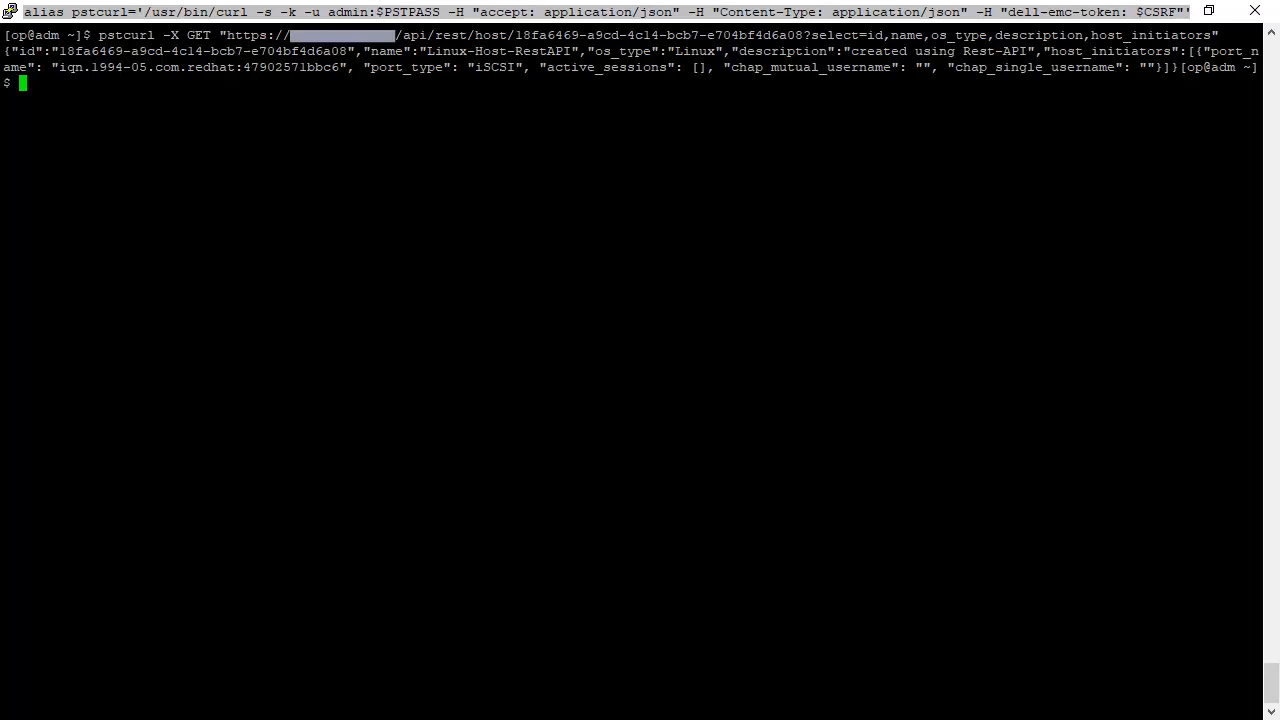 alias pstcurl='/usr/bin/curl -s -k -u admin:$PSTPASS -H "accept: application/json" -H "Content-Type: application/json" -H "dell-emc-token: $CSRF"'
[op@adm ~]$ pstcurl -X GET "https:// /api/rest/host/18fa6469-a9cd-4c14-bcb7-e704bf4d6a08?select=id,name,os_type,description,host_initiators"
{"id":"18fa6469-a9cd-4c14-bcb7-e704bf4d6a08","name":"Linux-Host-RestAPI","os_type":"Linux","description":"created using Rest-API","host_initiators":[{"port_n
ame": "iqn.1994-05.com.redhat:47902571bbc6", "port_type": "iSCSI", "active_sessions": [], "chap_mutual_username": "", "chap_single_username": ""}]}[op@adm ~]
$